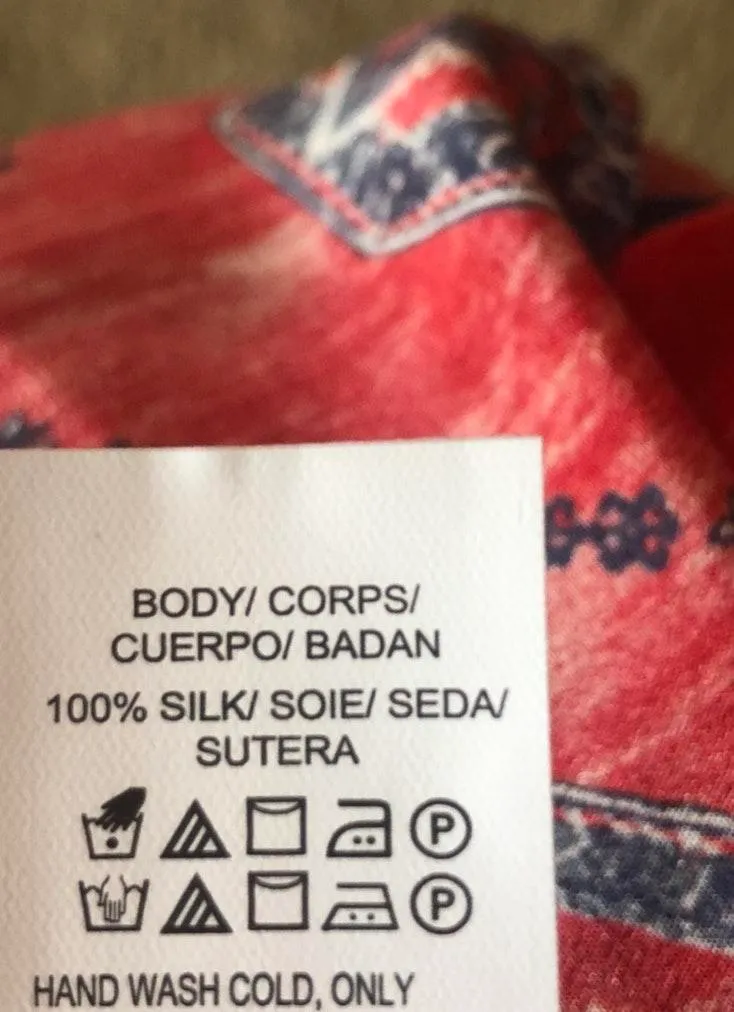 BODY/ CORPS/
CUERPO/ BADAN
100% SILK/ SOIE/ SEDA/
SUTERA
P
P
HAND WASH COLD, ONLY